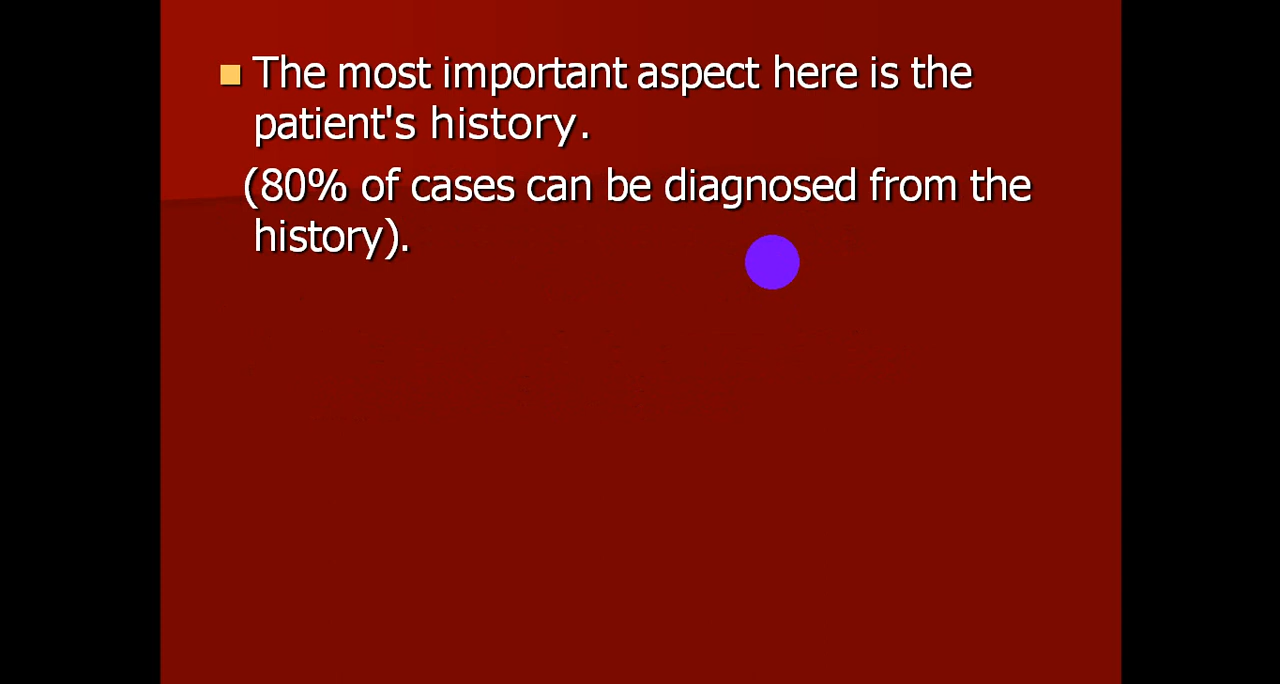 The most important aspect here is the
patient's history.
(80% of cases can be diagnosed from the
history).